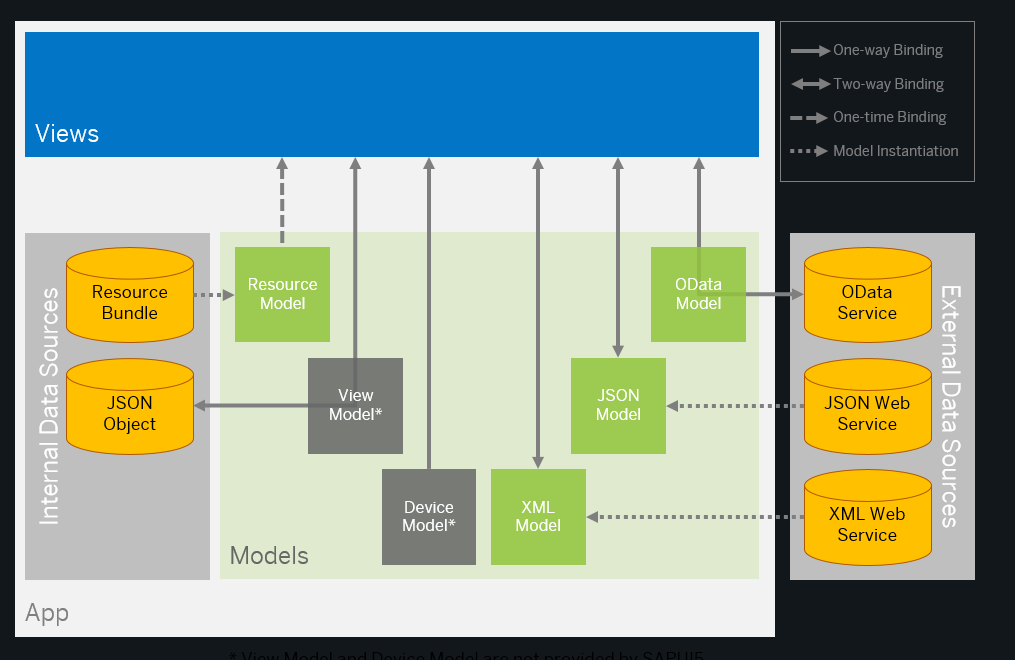 One-way Binding
Two-way Binding
One-time Binding
Model Instantiation
Views
Internal Data Sources
Resource
Bundle
JSON
Object
Resource
Model
View
Model*
Device
Model*
XML
Model
JSON
Model
OData
Model
Models
OData
Service
JSON Web
Service
XML Web
Service
External Data Sources
App
* View Model and Device Model are not provided by SAPUI5